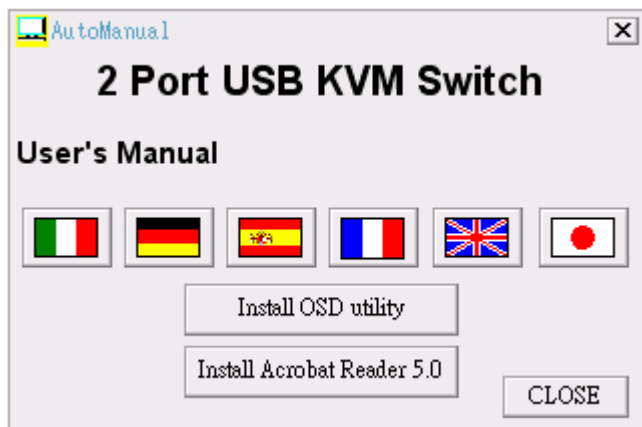 AutoManual
2 Port USB KVM Switch
User's Manual
Install OSD utility
Install Acrobat Reader 5.0
CLOSE